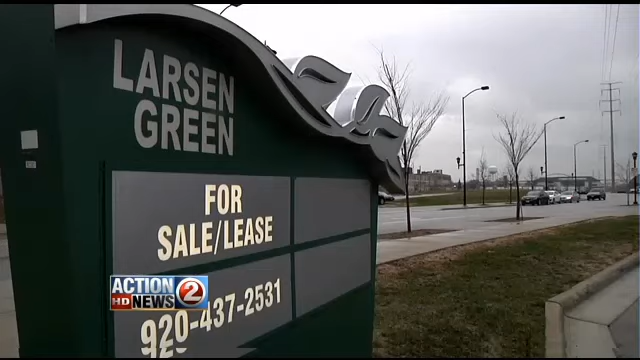 LARSEN
GREEN
FOR
SALE/LEASE
920-437-2531
ACTION
HD NEWS 2